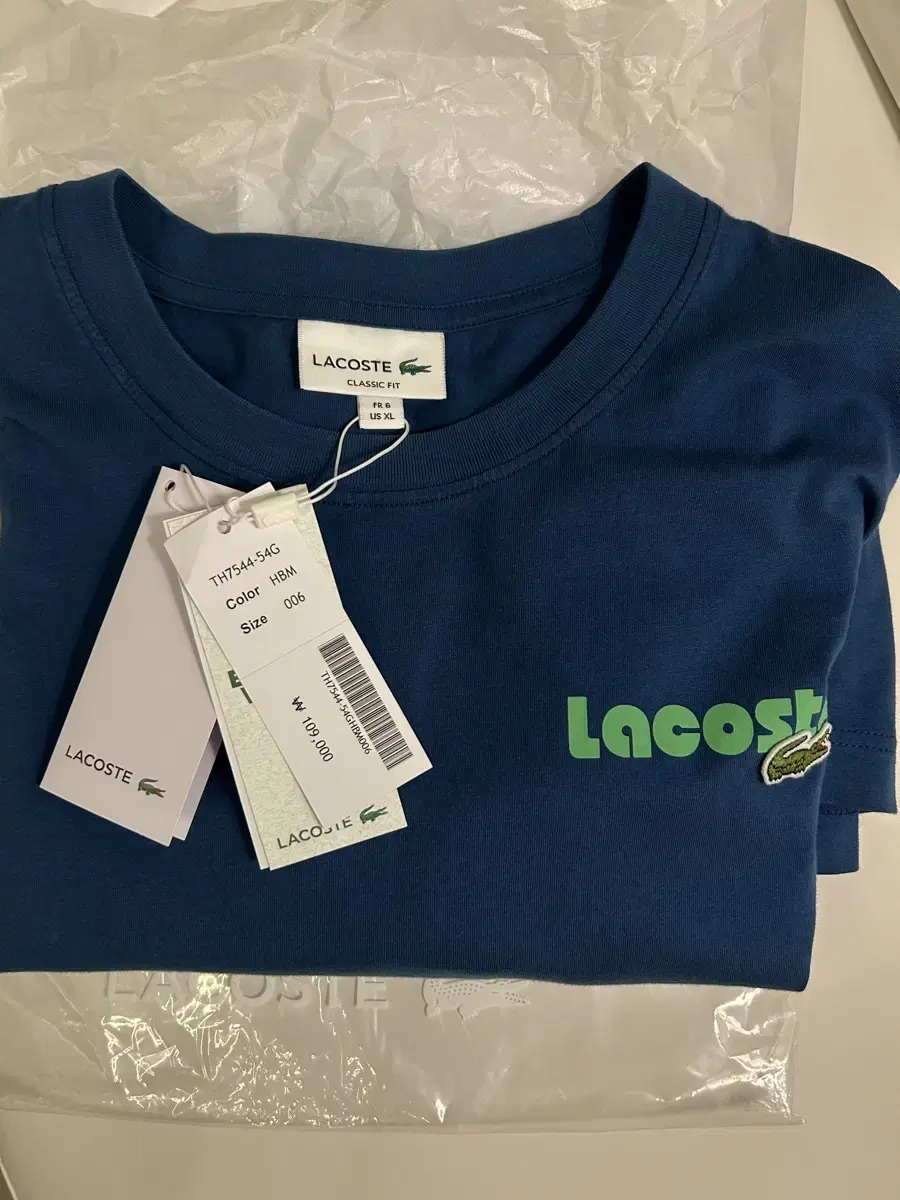 LACOSTE
CLASSIC FIT
FR 6
US XL
TH7544-54G
Color HBM
Size 006
TH7544-54GHBM006
₩ 109,000
LACOSTE
LACOSTE
Lacoste
LACOSTE